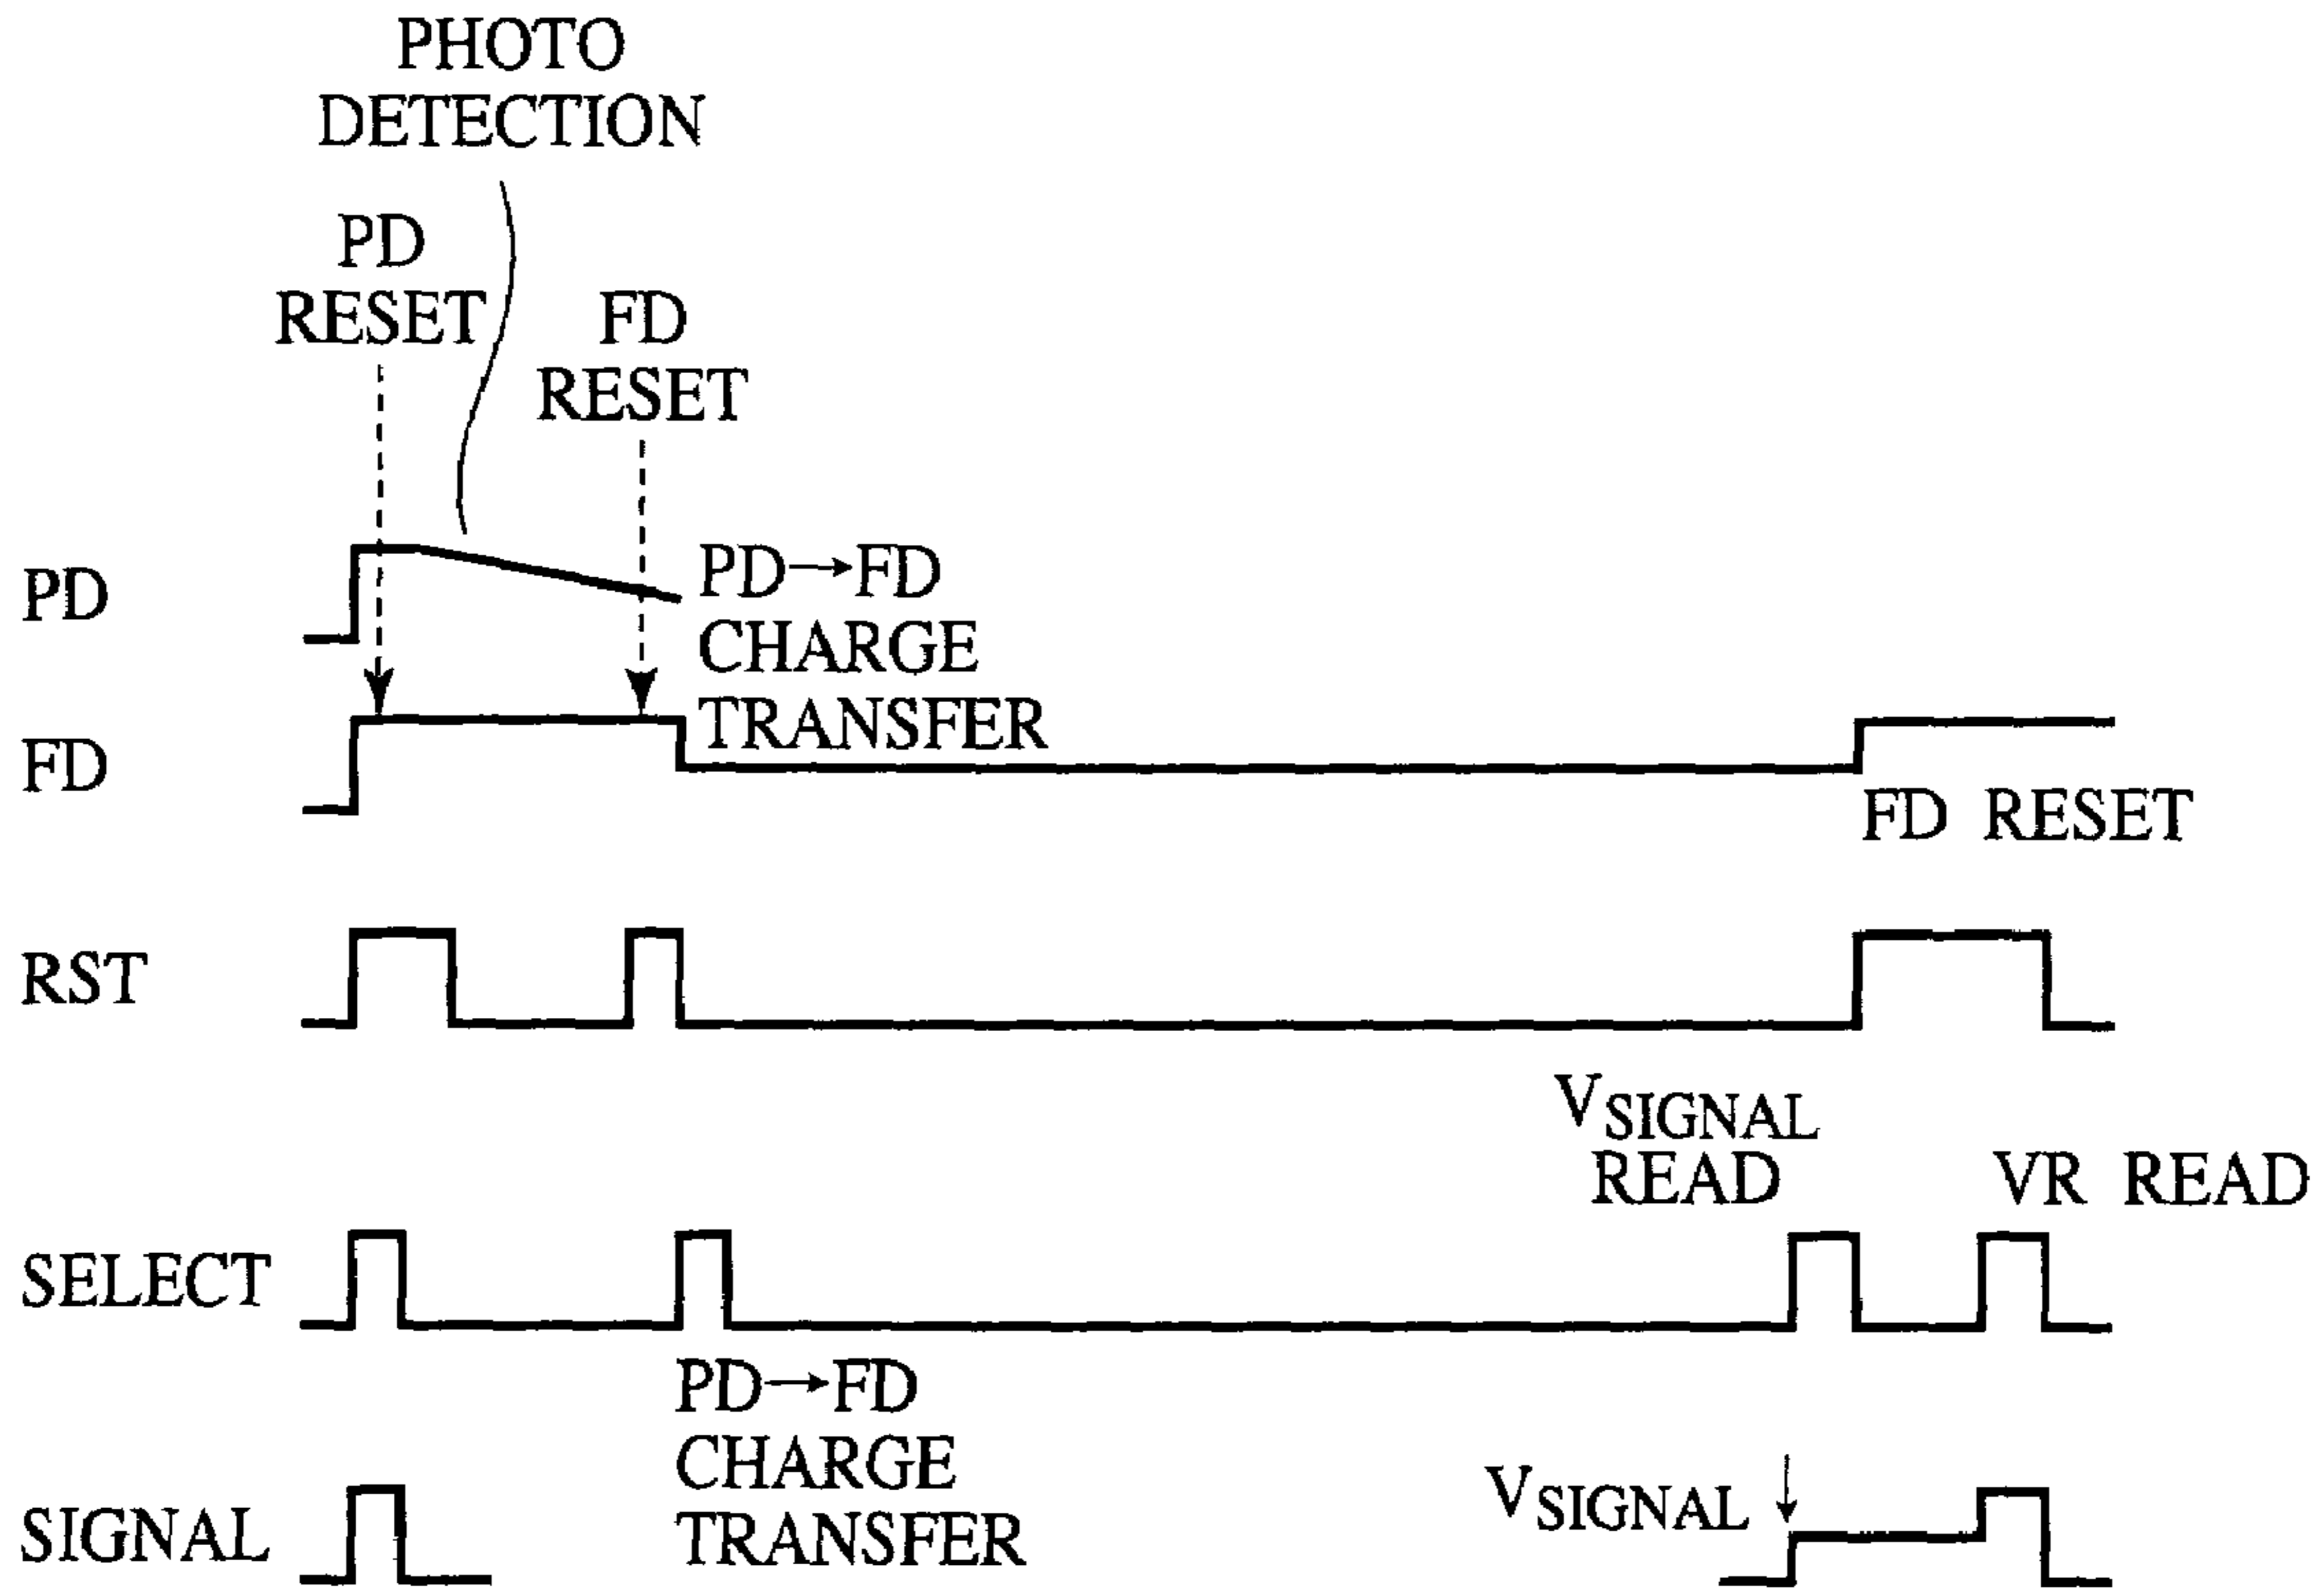 PHOTO
DETECTION
PD
RESET
FD
RESET
PD
PD→FD
CHARGE
TRANSFER
FD
FD RESET
RST
VSIGNAL
READ
VR READ
SELECT
PD→FD
CHARGE
TRANSFER
SIGNAL
VSIGNAL